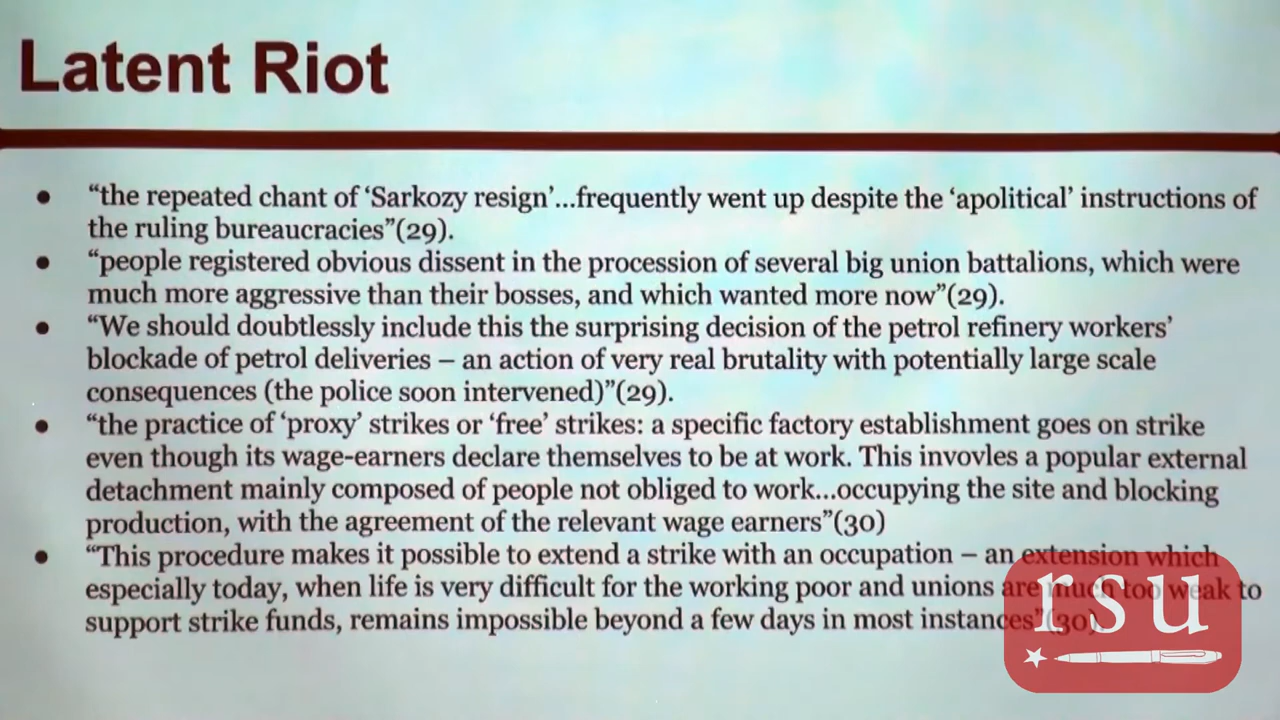 Latent Riot
• “the repeated chant of ‘Sarkozy resign’...frequently went up despite the ‘apolitical’ instructions of
the ruling bureaucracies”(29).
• “people registered obvious dissent in the procession of several big union battalions, which were
much more aggressive than their bosses, and which wanted more now”(29).
• “We should doubtlessly include this the surprising decision of the petrol refinery workers’
blockade of petrol deliveries – an action of very real brutality with potentially large scale
consequences (the police soon intervened)”(29).
• “the practice of ‘proxy’ strikes or ‘free’ strikes: a specific factory establishment goes on strike
even though its wage-earners declare themselves to be at work. This invovles a popular external
detachment mainly composed of people not obliged to work...occupying the site and blocking
production, with the agreement of the relevant wage earners”(30)
• “This procedure makes it possible to extend a strike with an occupation – an extension which
especially today, when life is very difficult for the working poor and unions are much too weak to
support strike funds, remains impossible beyond a few days in most instances”(30).
rsu